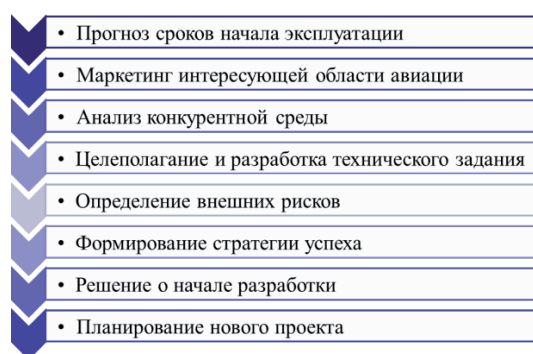 • Прогноз сроков начала эксплуатации
• Маркетинг интересующей области авиации
• Анализ конкурентной среды
• Целеполагание и разработка технического задания
• Определение внешних рисков
• Формирование стратегии успеха
• Решение о начале разработки
• Планирование нового проекта